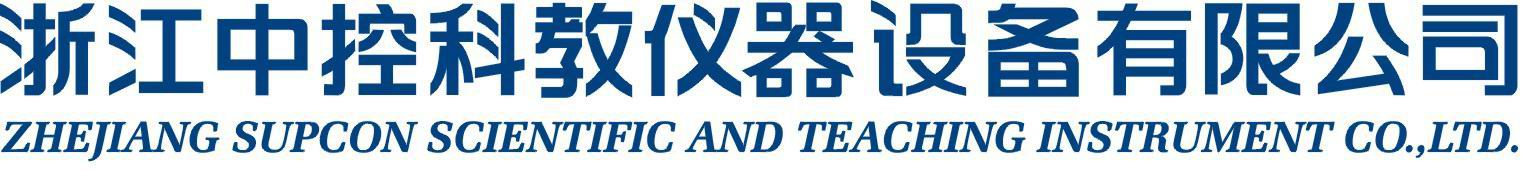 浙江中控科教仪器设备有限公司
ZHEJIANG SUPCON SCIENTIFIC AND TEACHING INSTRUMENT CO.,LTD.